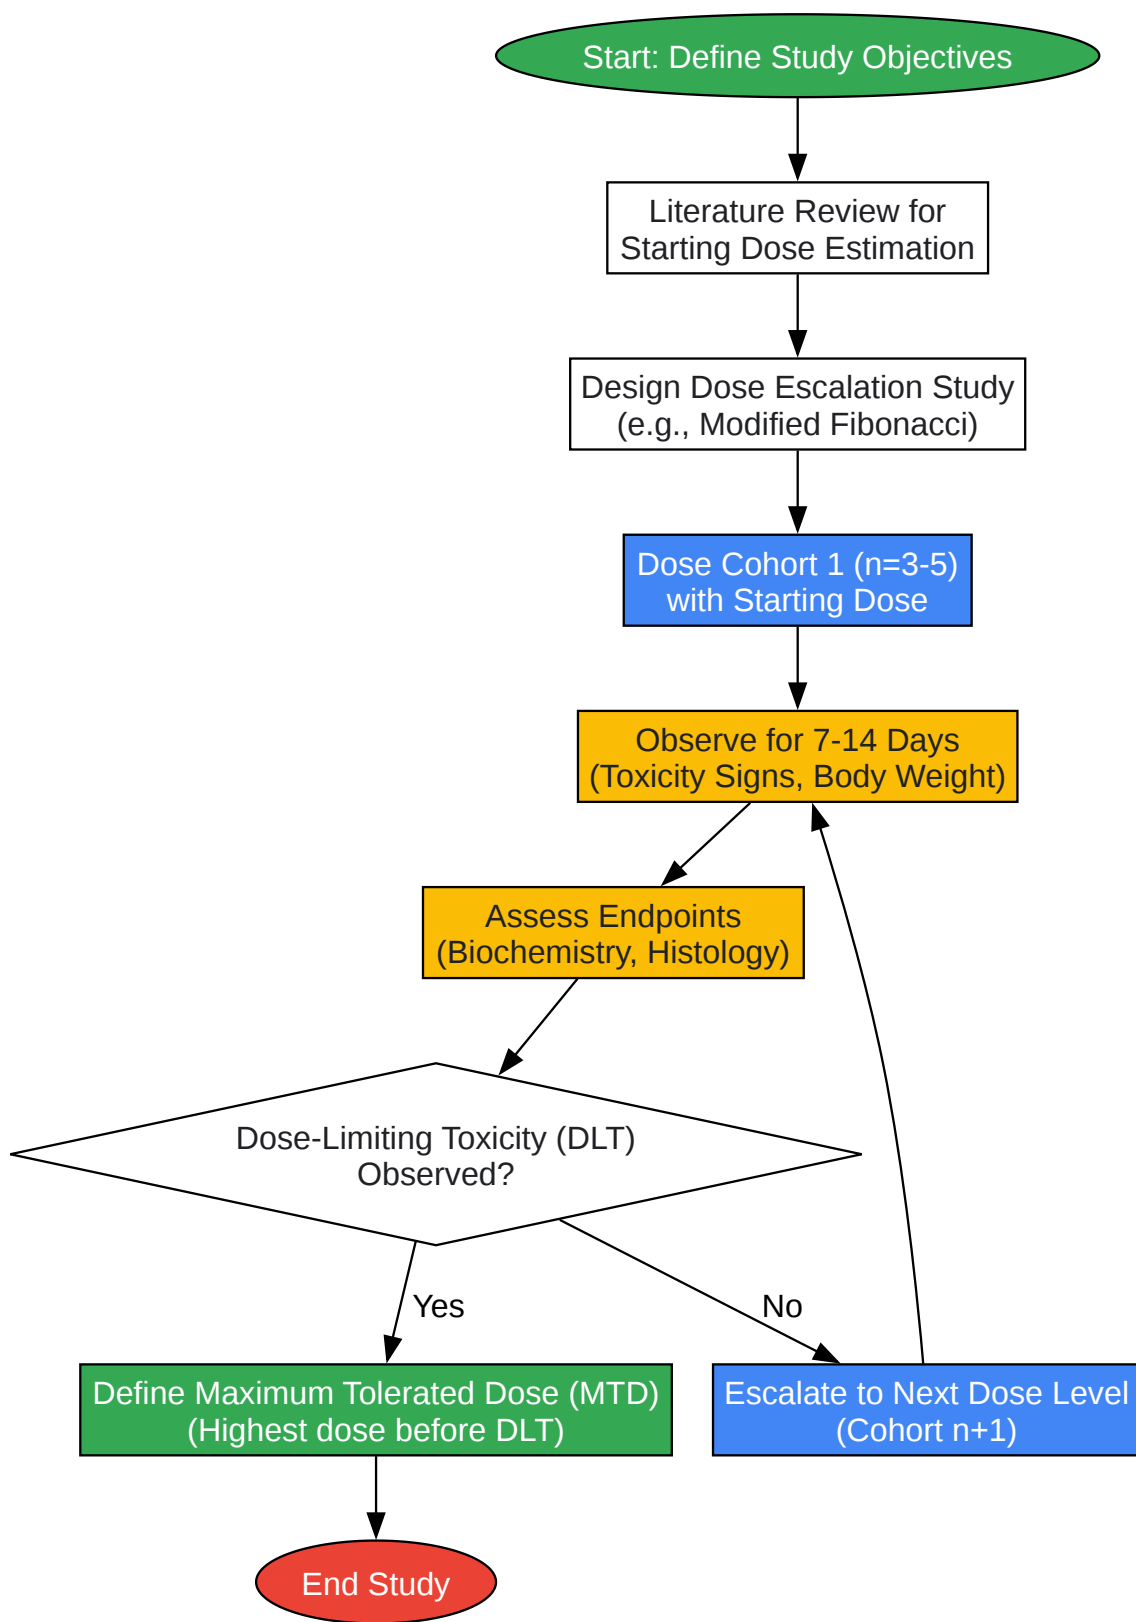 Start: Define Study Objectives
Literature Review for
Starting Dose Estimation
Design Dose Escalation Study
(e.g., Modified Fibonacci)
Dose Cohort 1 (n=3-5)
with Starting Dose
Observe for 7-14 Days
(Toxicity Signs, Body Weight)
Assess Endpoints
(Biochemistry, Histology)
Dose-Limiting Toxicity (DLT)
Observed?
Yes
No
Define Maximum Tolerated Dose (MTD)
(Highest dose before DLT)
Escalate to Next Dose Level
(Cohort n+1)
End Study